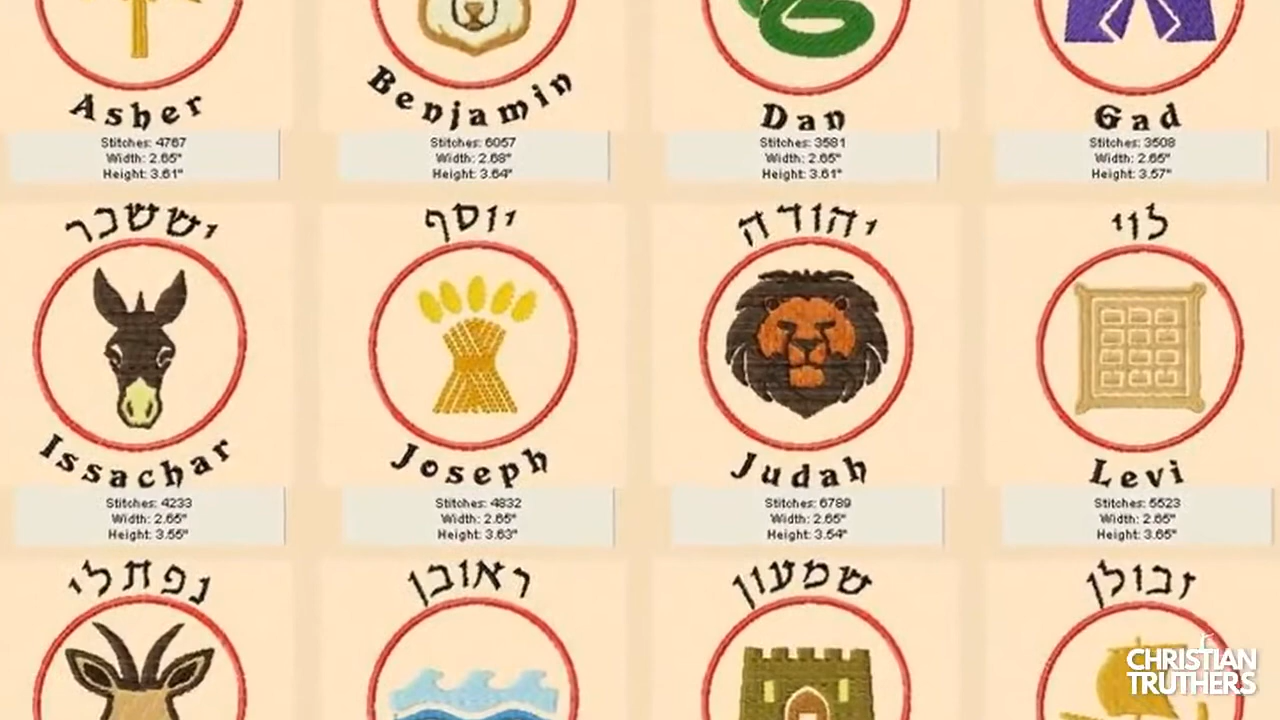 Asher
Benjamin
Dan
Gad
Stitches: 4767
Width: 2.65"
Height: 3.61"
Stitches: 6057
Width: 2.68"
Height: 3.64"
Stitches: 3581
Width: 2.65"
Height: 3.61"
Stitches: 3508
Width: 2.65"
Height: 3.57"
יששכר
יוסף
יהודה
לוי
Issachar
Joseph
Judah
Levi
Stitches: 4233
Width: 2.65"
Height: 3.55"
Stitches: 4832
Width: 2.65"
Height: 3.63"
Stitches: 6789
Width: 2.65"
Height: 3.54"
Stitches: 5523
Width: 2.65"
Height: 3.65"
נפתלי
ראובן
שמעון
זבולן
CHRISTIAN
TRUTHERS